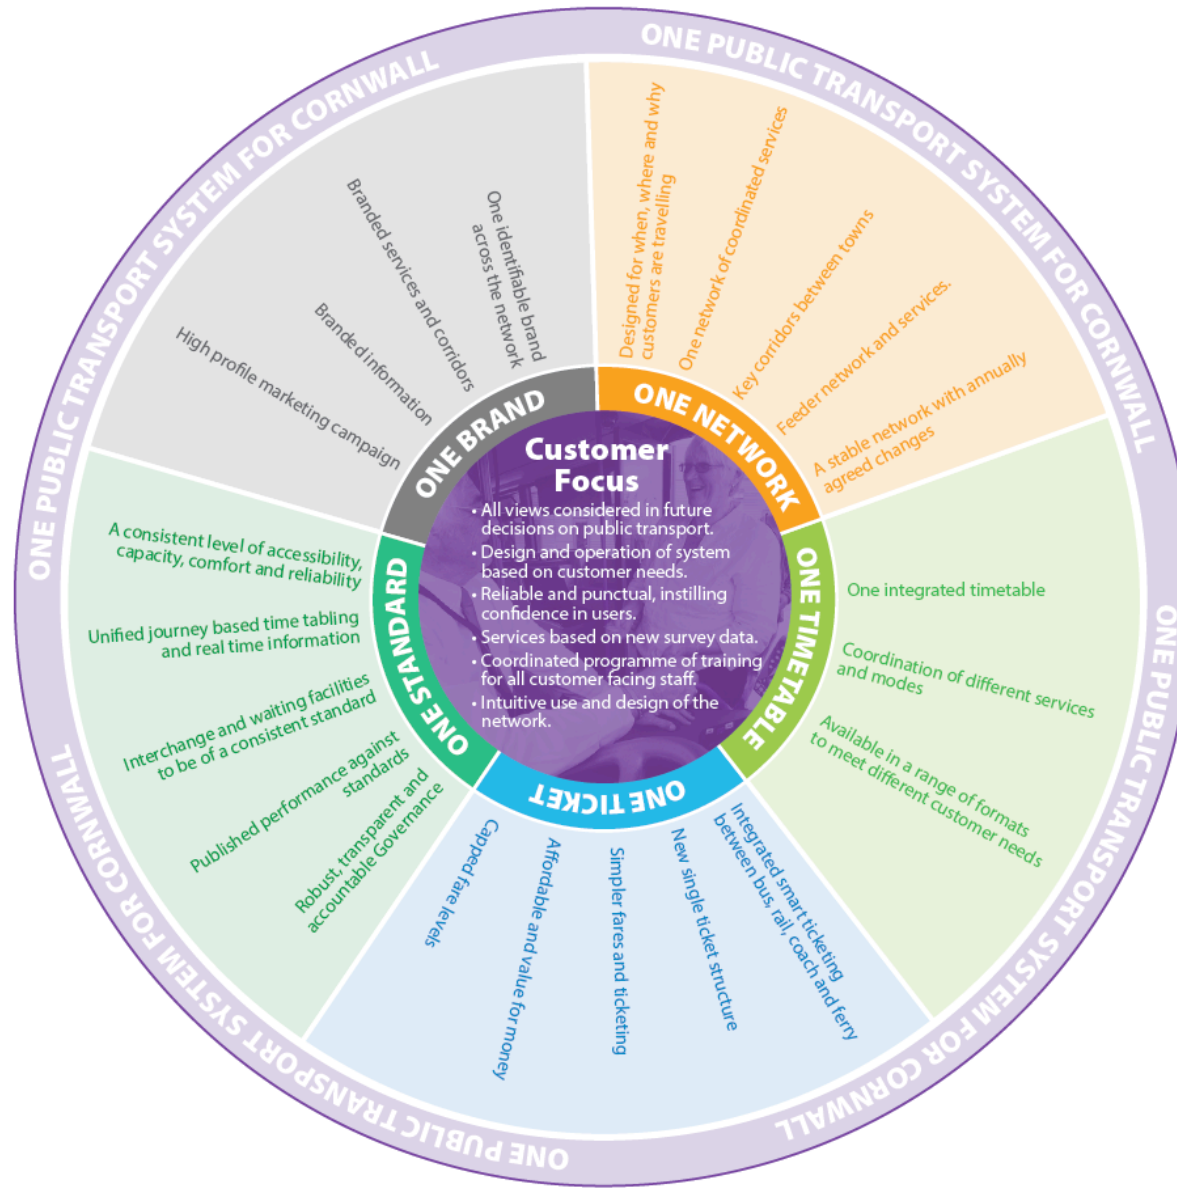 ONE PUBLIC TRANSPORT SYSTEM FOR CORNWALL
ONE PUBLIC TRANSPORT SYSTEM FOR CORNWALL
ONE PUBLIC TRANSPORT SYSTEM FOR CORNWALL
ONE PUBLIC TRANSPORT SYSTEM FOR CORNWALL
Customer
Focus
• All views considered in future
decisions on public transport.
• Design and operation of system
based on customer needs.
• Reliable and punctual, instilling
confidence in users.
• Services based on new survey data.
• Coordinated programme of training
for all customer facing staff.
• Intuitive use and design of the
network.
ONE NETWORK
Designed for when, where and why
customers are travelling
One network of coordinated services
Key corridors between towns
Feeder network and services.
A stable network with annually
agreed changes
ONE TIMETABLE
One integrated timetable
Coordination of different services
and modes
Available in a range of formats
to meet different customer needs
ONE TICKET
Integrated smart ticketing
between bus, rail, coach and ferry
New single ticket structure
Simpler fares and ticketing
Affordable and value for money
Capped fare levels
ONE STANDARD
A consistent level of accessibility,
capacity, comfort and reliability
Unified journey based time tabling
and real time information
Interchange and waiting facilities
to be of a consistent standard
Published performance against
standards
Robust, transparent and
accountable Governance
ONE BRAND
High profile marketing campaign
Branded information
Branded services and corridors
One identifiable brand
across the network